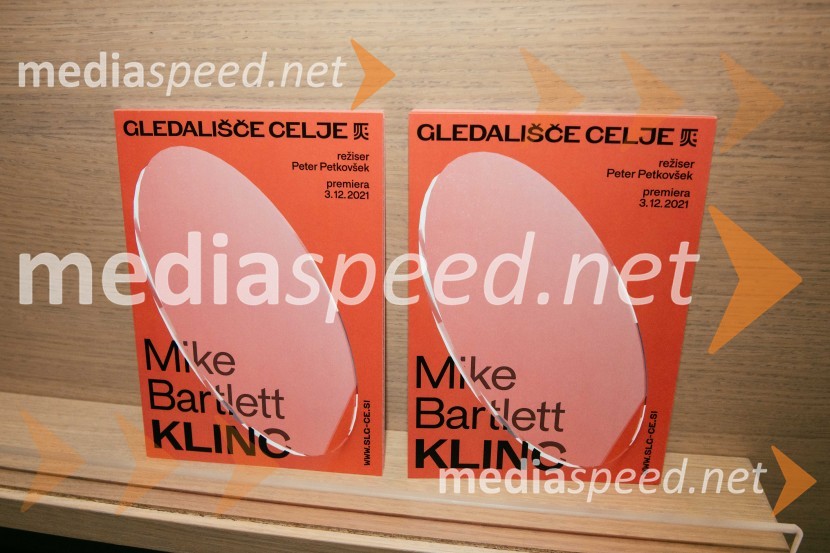 mediaspeed.net
GLEDALIŠČE CELJE
režiser
Peter Petkovšek
premiera
3.12.2021
Mike
Bartlett
KLINC
WWW.SLG-CE.SI
GLEDALIŠČE CELJE
režiser
Peter Petkovšek
premiera
3.12.2021
Mike
Bartlett
KLINC
WWW.SLG-CE.SI
mediaspeed.net
mediaspeed.net